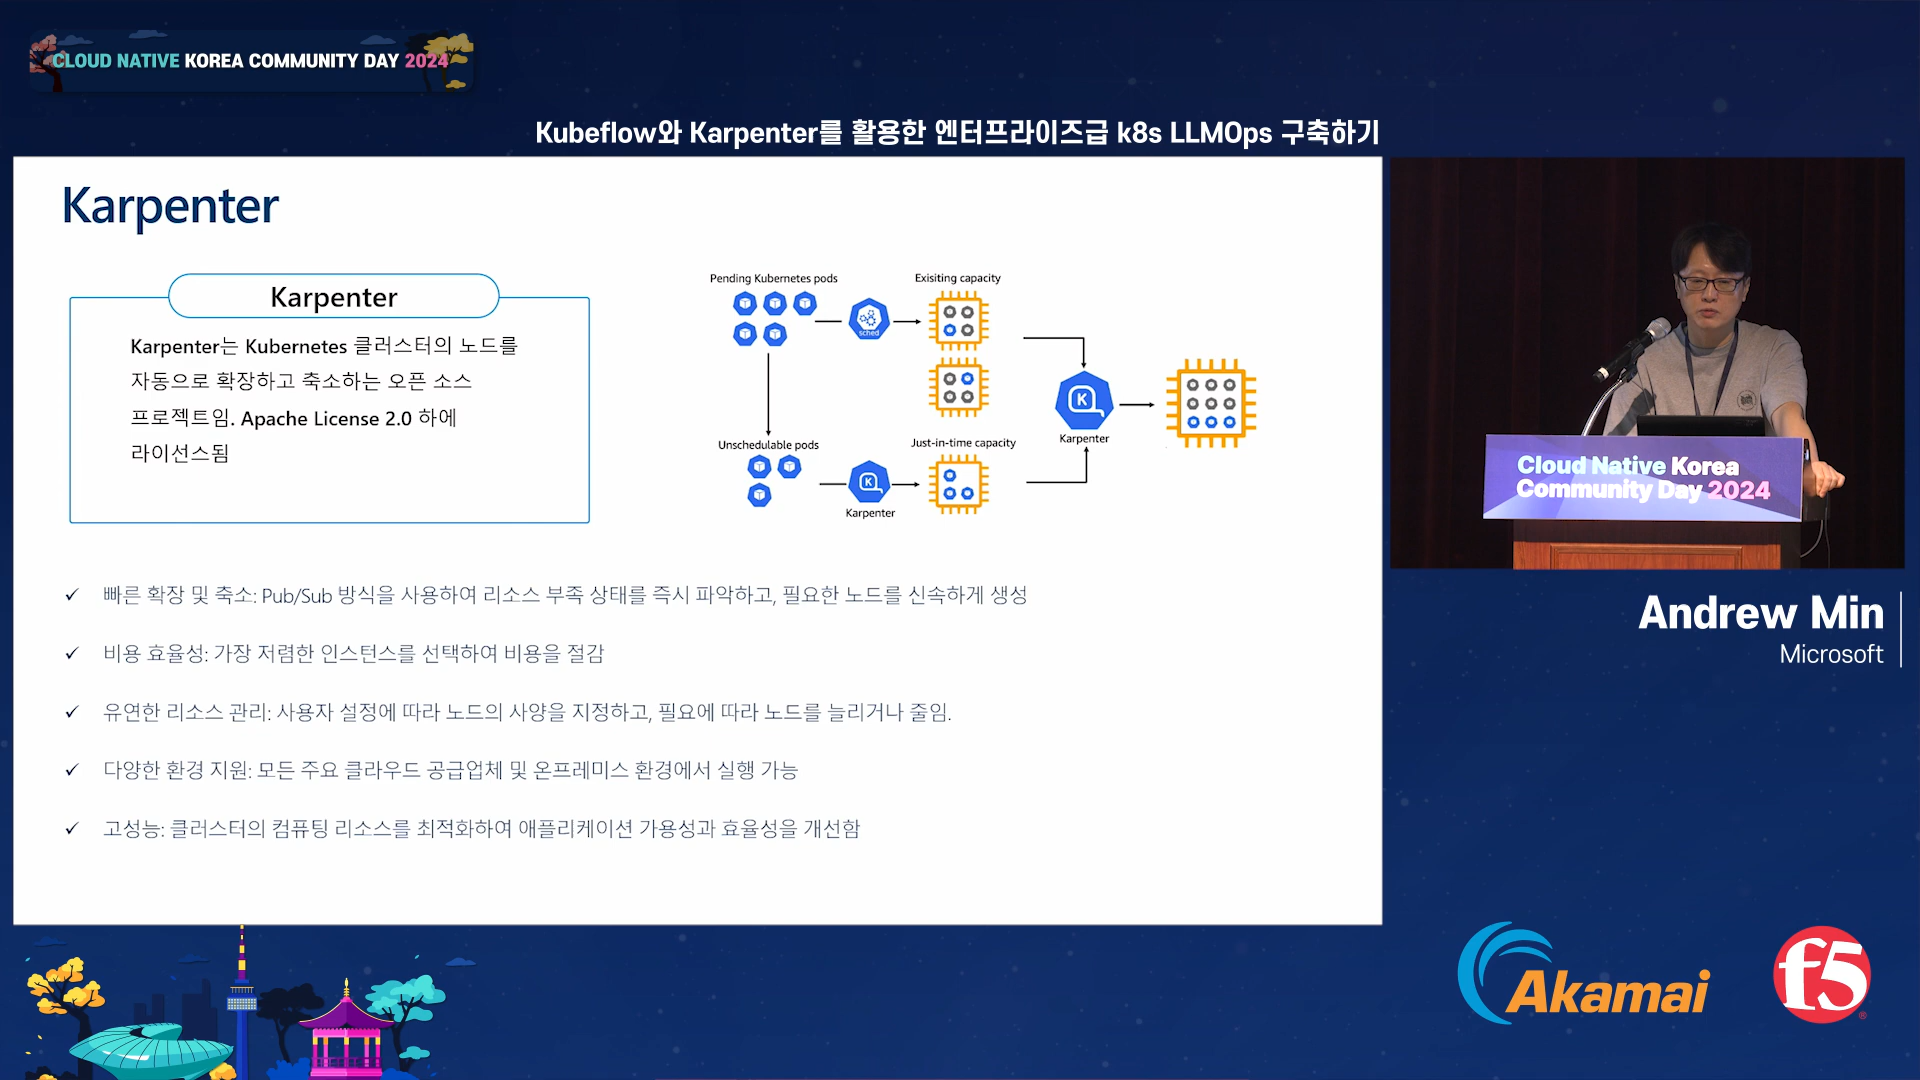 CLOUD NATIVE KOREA COMMUNITY DAY 2024
Kubeflow와 Karpenter를 활용한 엔터프라이즈급 k8s LLMOps 구축하기
Karpenter
Karpenter
Karpenter는 Kubernetes 클러스터의 노드를
자동으로 확장하고 축소하는 오픈 소스
프로젝트임. Apache License 2.0 하에
라이선스됨
Pending Kubernetes pods
Exisiting capacity
sched
Karpenter
Unschedulable pods
Just-in-time capacity
Karpenter
빠른 확장 및 축소: Pub/Sub 방식을 사용하여 리소스 부족 상태를 즉시 파악하고, 필요한 노드를 신속하게 생성
비용 효율성: 가장 저렴한 인스턴스를 선택하여 비용을 절감
유연한 리소스 관리: 사용자 설정에 따라 노드의 사양을 지정하고, 필요에 따라 노드를 늘리거나 줄임.
다양한 환경 지원: 모든 주요 클라우드 공급업체 및 온프레미스 환경에서 실행 가능
고성능: 클러스터의 컴퓨팅 리소스를 최적화하여 애플리케이션 가용성과 효율성을 개선함
Cloud Native Korea
Community Day 2024
Andrew Min
Microsoft
Akamai
f5